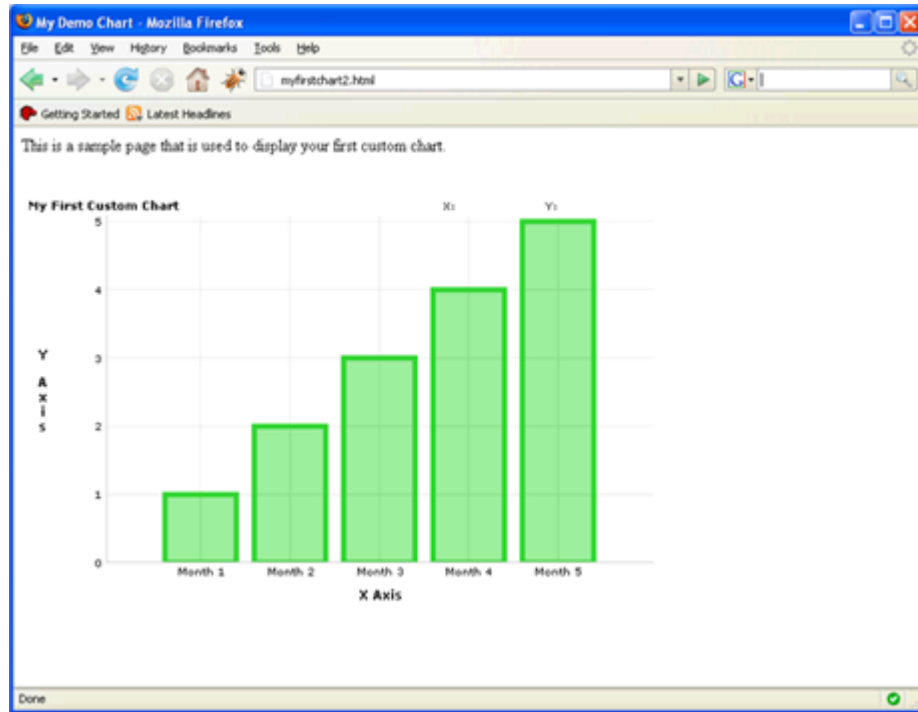 My Demo Chart - Mozilla Firefox
File Edit View History Bookmarks Tools Help
myfirstchart2.html G
Getting Started Latest Headlines
This is a sample page that is used to display your first custom chart.
My First Custom Chart X: Y:
5
4
3
2
1
0
Y Axis
Month 1 Month 2 Month 3 Month 4 Month 5
X Axis
Done